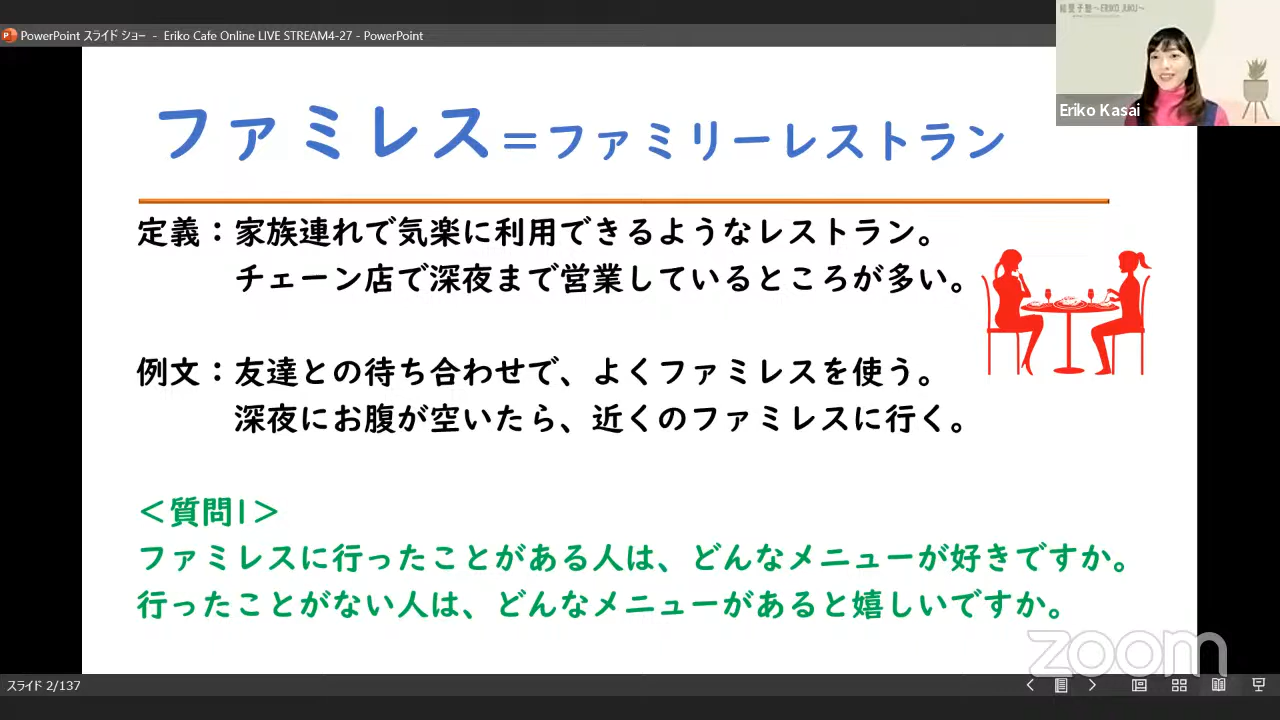 絵里子塾〜ERIKO JUKU〜
PowerPoint スライド ショー - Eriko Cafe Online LIVE STREAM4-27 - PowerPoint
Eriko Kasai
ファミレス=ファミリーレストラン
定義:家族連れで気楽に利用できるようなレストラン。
チェーン店で深夜まで営業しているところが多い。
例文:友達との待ち合わせで、よくファミレスを使う。
深夜にお腹が空いたら、近くのファミレスに行く。
<質問1>
ファミレスに行ったことがある人は、どんなメニューが好きですか。
行ったことがない人は、どんなメニューがあると嬉しいですか。
zoom
スライド 2/137